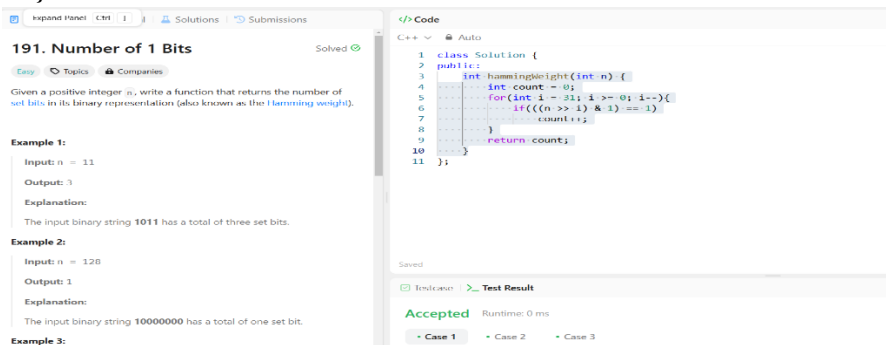 Expand Panel Ctrl
Solutions
Submissions
191. Number of 1 Bits
Solved
Easy
Topics
Companies
Given a positive integer n, write a function that returns the number of
set bits in its binary representation (also known as the Hamming weight).
Example 1:
Input: n = 11
Output: 3
Explanation:
The input binary string 1011 has a total of three set bits.
Example 2:
Input: n = 128
Output: 1
Explanation:
The input binary string 10000000 has a total of one set bit.
Example 3:
</> Code
C++ Auto
1 class Solution {
2 public:
3 int hammingWeight(int n) {
4 int count = 0;
5 for(int i = 31; i >= 0; i--){
6 if(((n >> i) & 1) == 1)
7 count++;
8 }
9 return count;
10 }
11 };
Saved
Testcase
>_ Test Result
Accepted Runtime: 0 ms
• Case 1 • Case 2 • Case 3